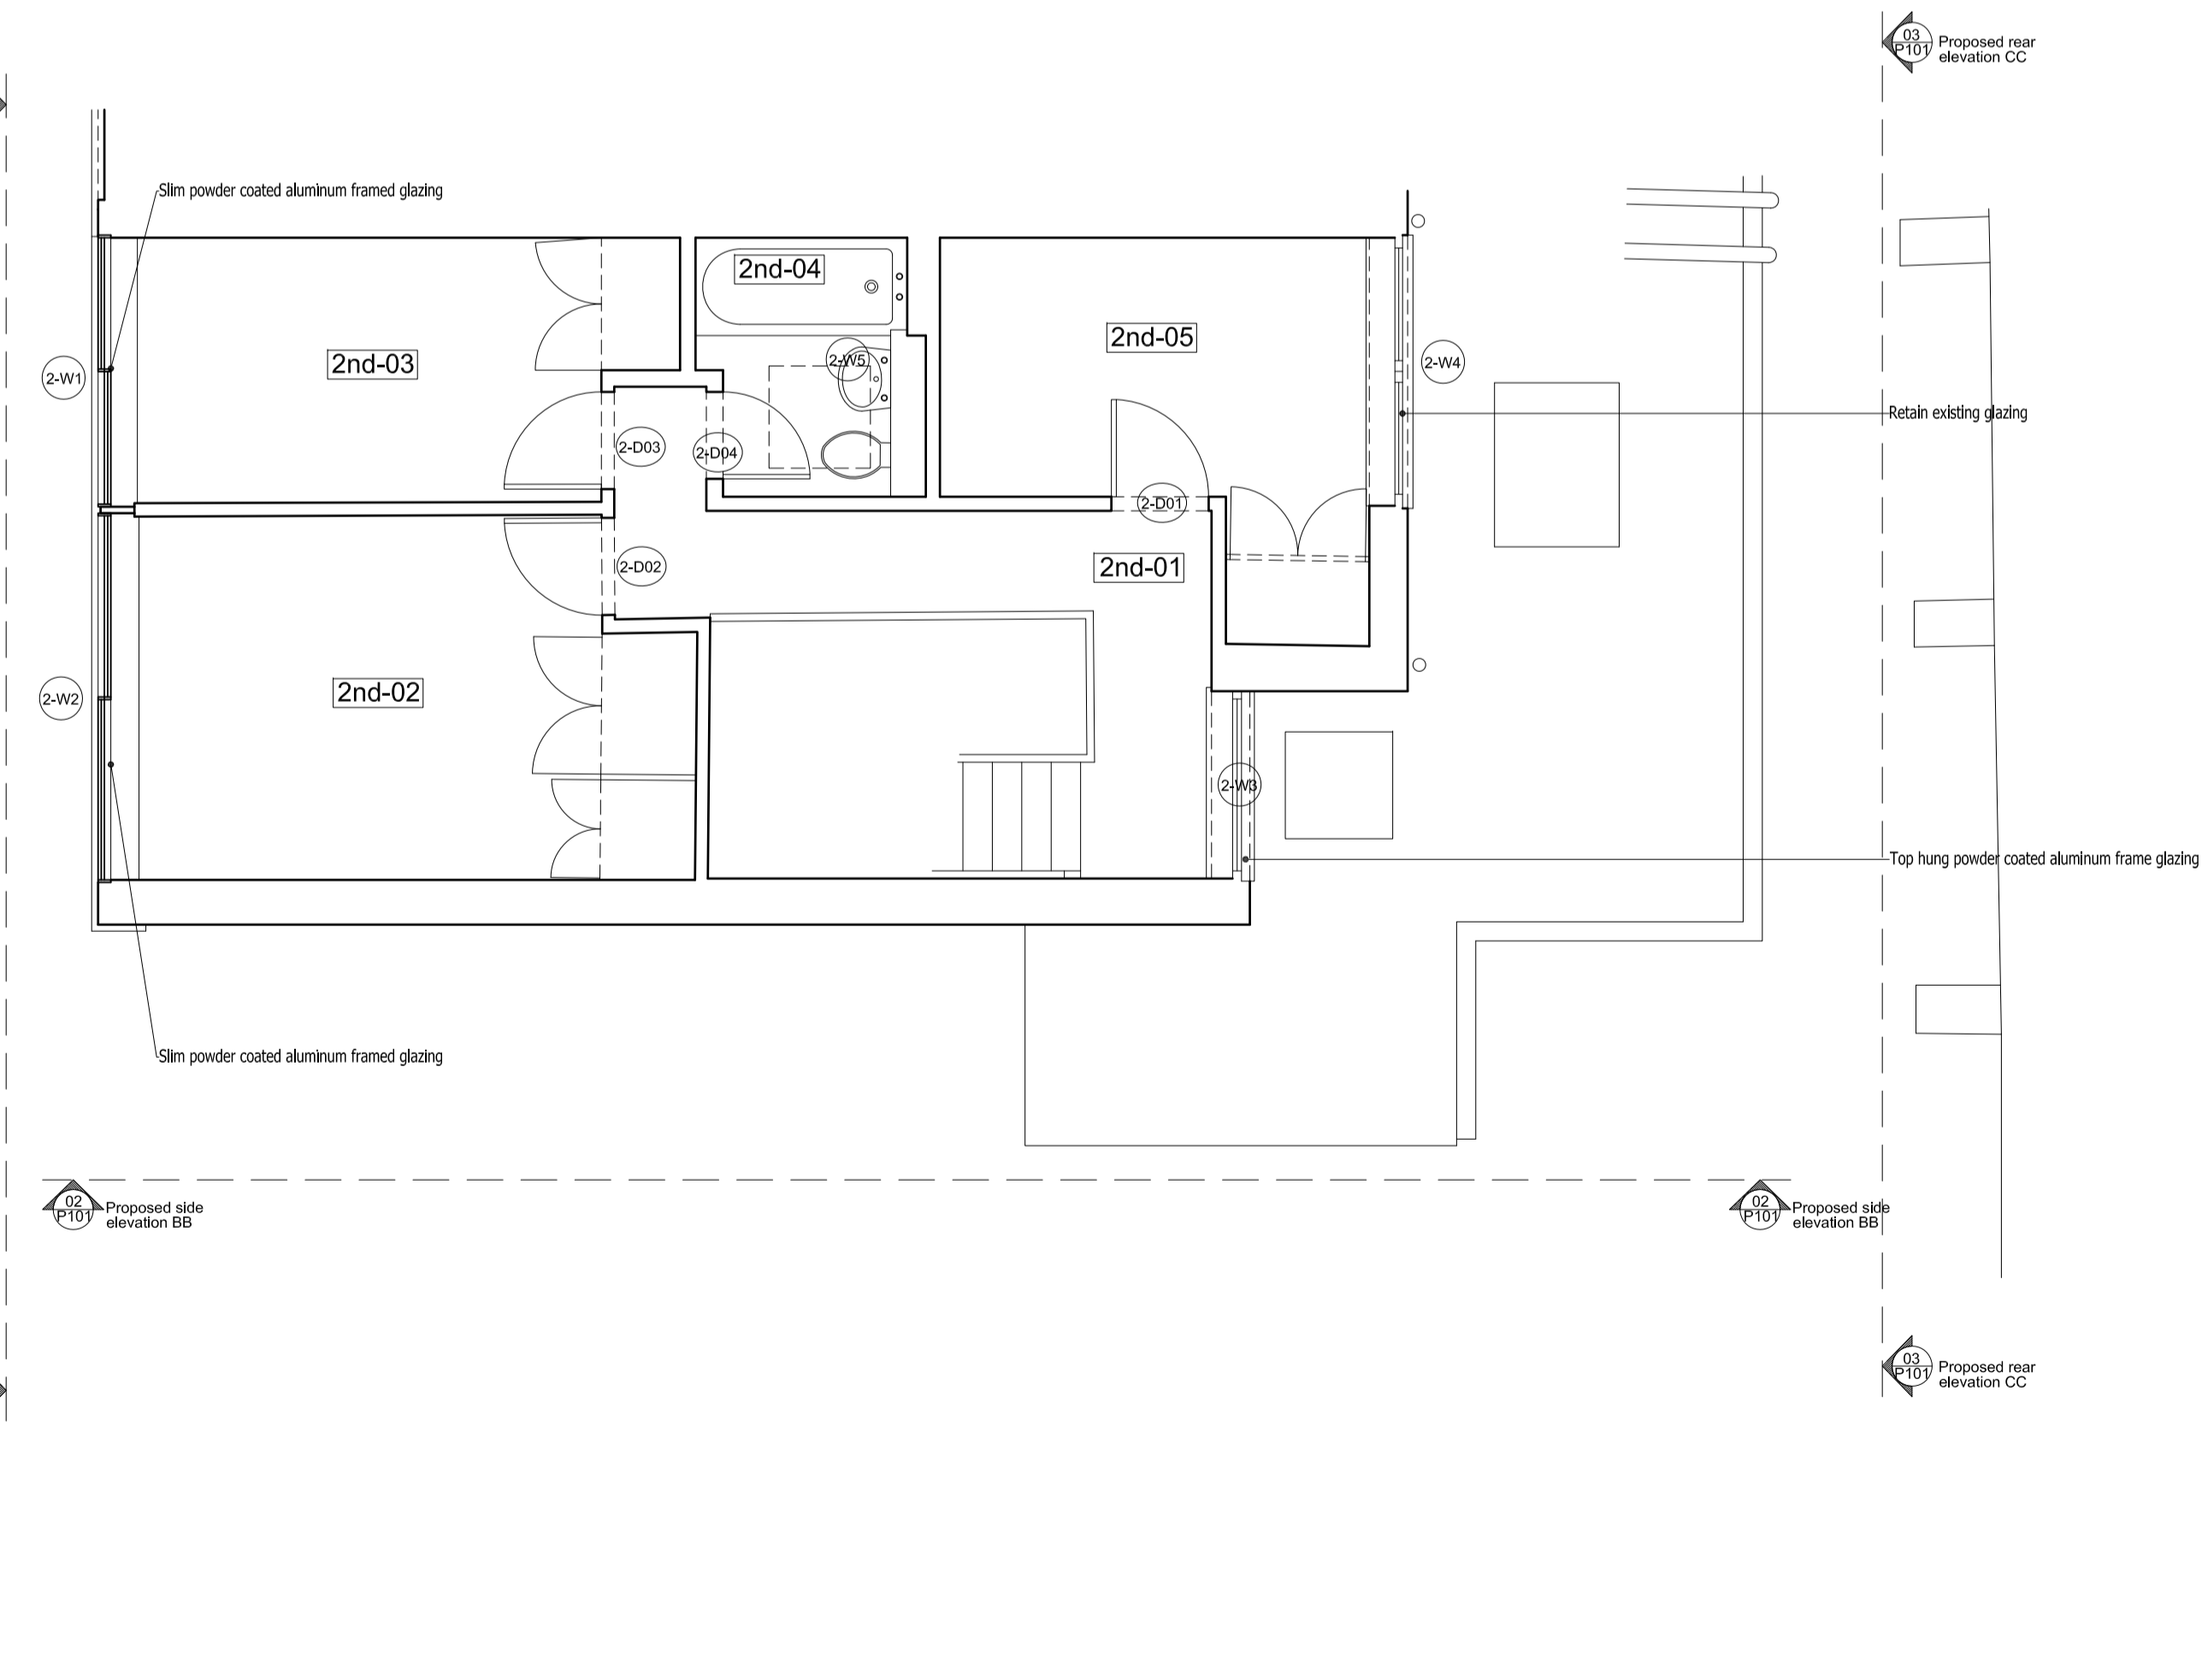 03
P101
Proposed rear
elevation CC
Slim powder coated aluminum framed glazing
2nd-04
2nd-05
2nd-03
2-W5
2-W1
2-W4
Retain existing glazing
2-D03
2-D04
2-D01
2-D02
2nd-01
2nd-02
2-W2
2-W3
Top hung powder coated aluminum frame glazing
Slim powder coated aluminum framed glazing
02
P101
Proposed side
elevation BB
02
P101
Proposed side
elevation BB
03
P101
Proposed rear
elevation CC